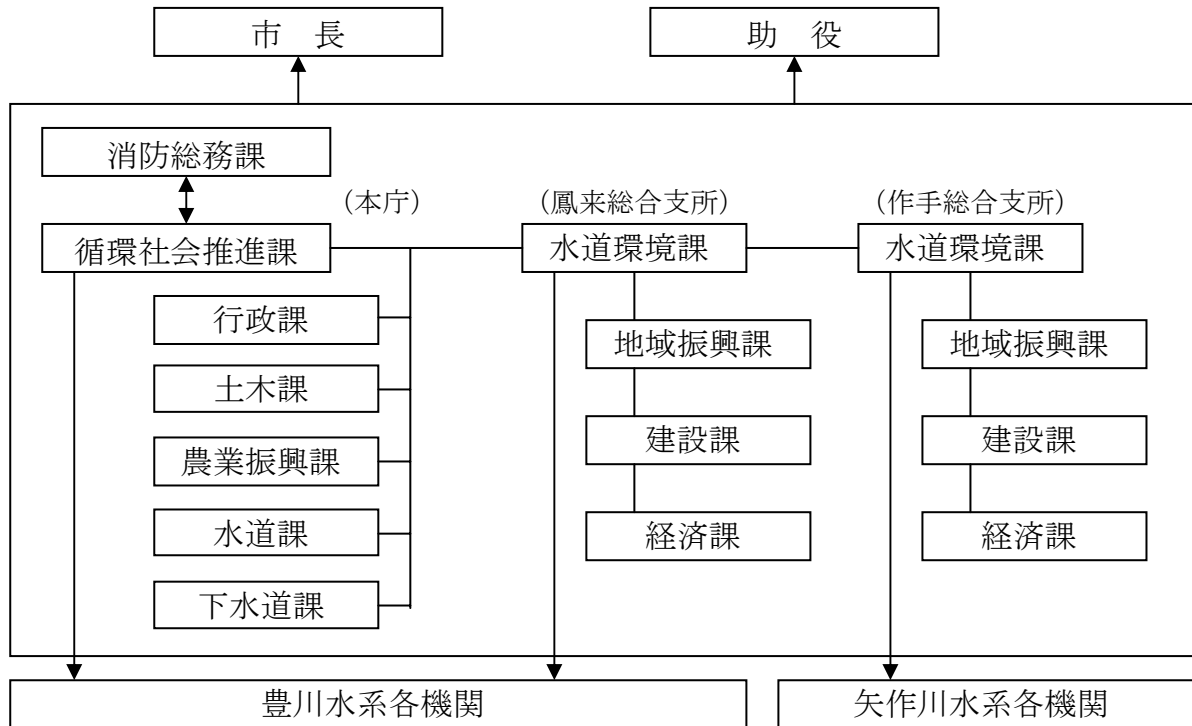 市　長
助　役
消防総務課
(本庁)
(鳳来総合支所)
(作手総合支所)
循環社会推進課
水道環境課
水道環境課
行政課
土木課
農業振興課
水道課
下水道課
地域振興課
建設課
経済課
地域振興課
建設課
経済課
豊川水系各機関
矢作川水系各機関